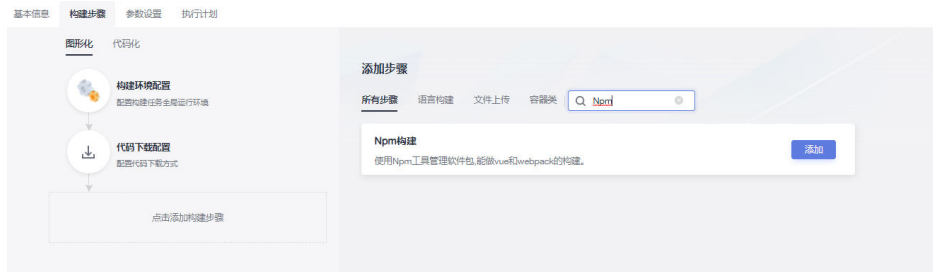 基本信息 构建步骤 参数设置 执行计划
图形化 代码化
构建环境配置
配置构建任务全局运行环境
代码下载配置
配置代码下载方式
点击添加构建步骤
添加步骤
所有步骤 语言构建 文件上传 容器类 Npm
Npm构建
使用Npm工具管理软件包,能做vue和webpack的构建。
添加